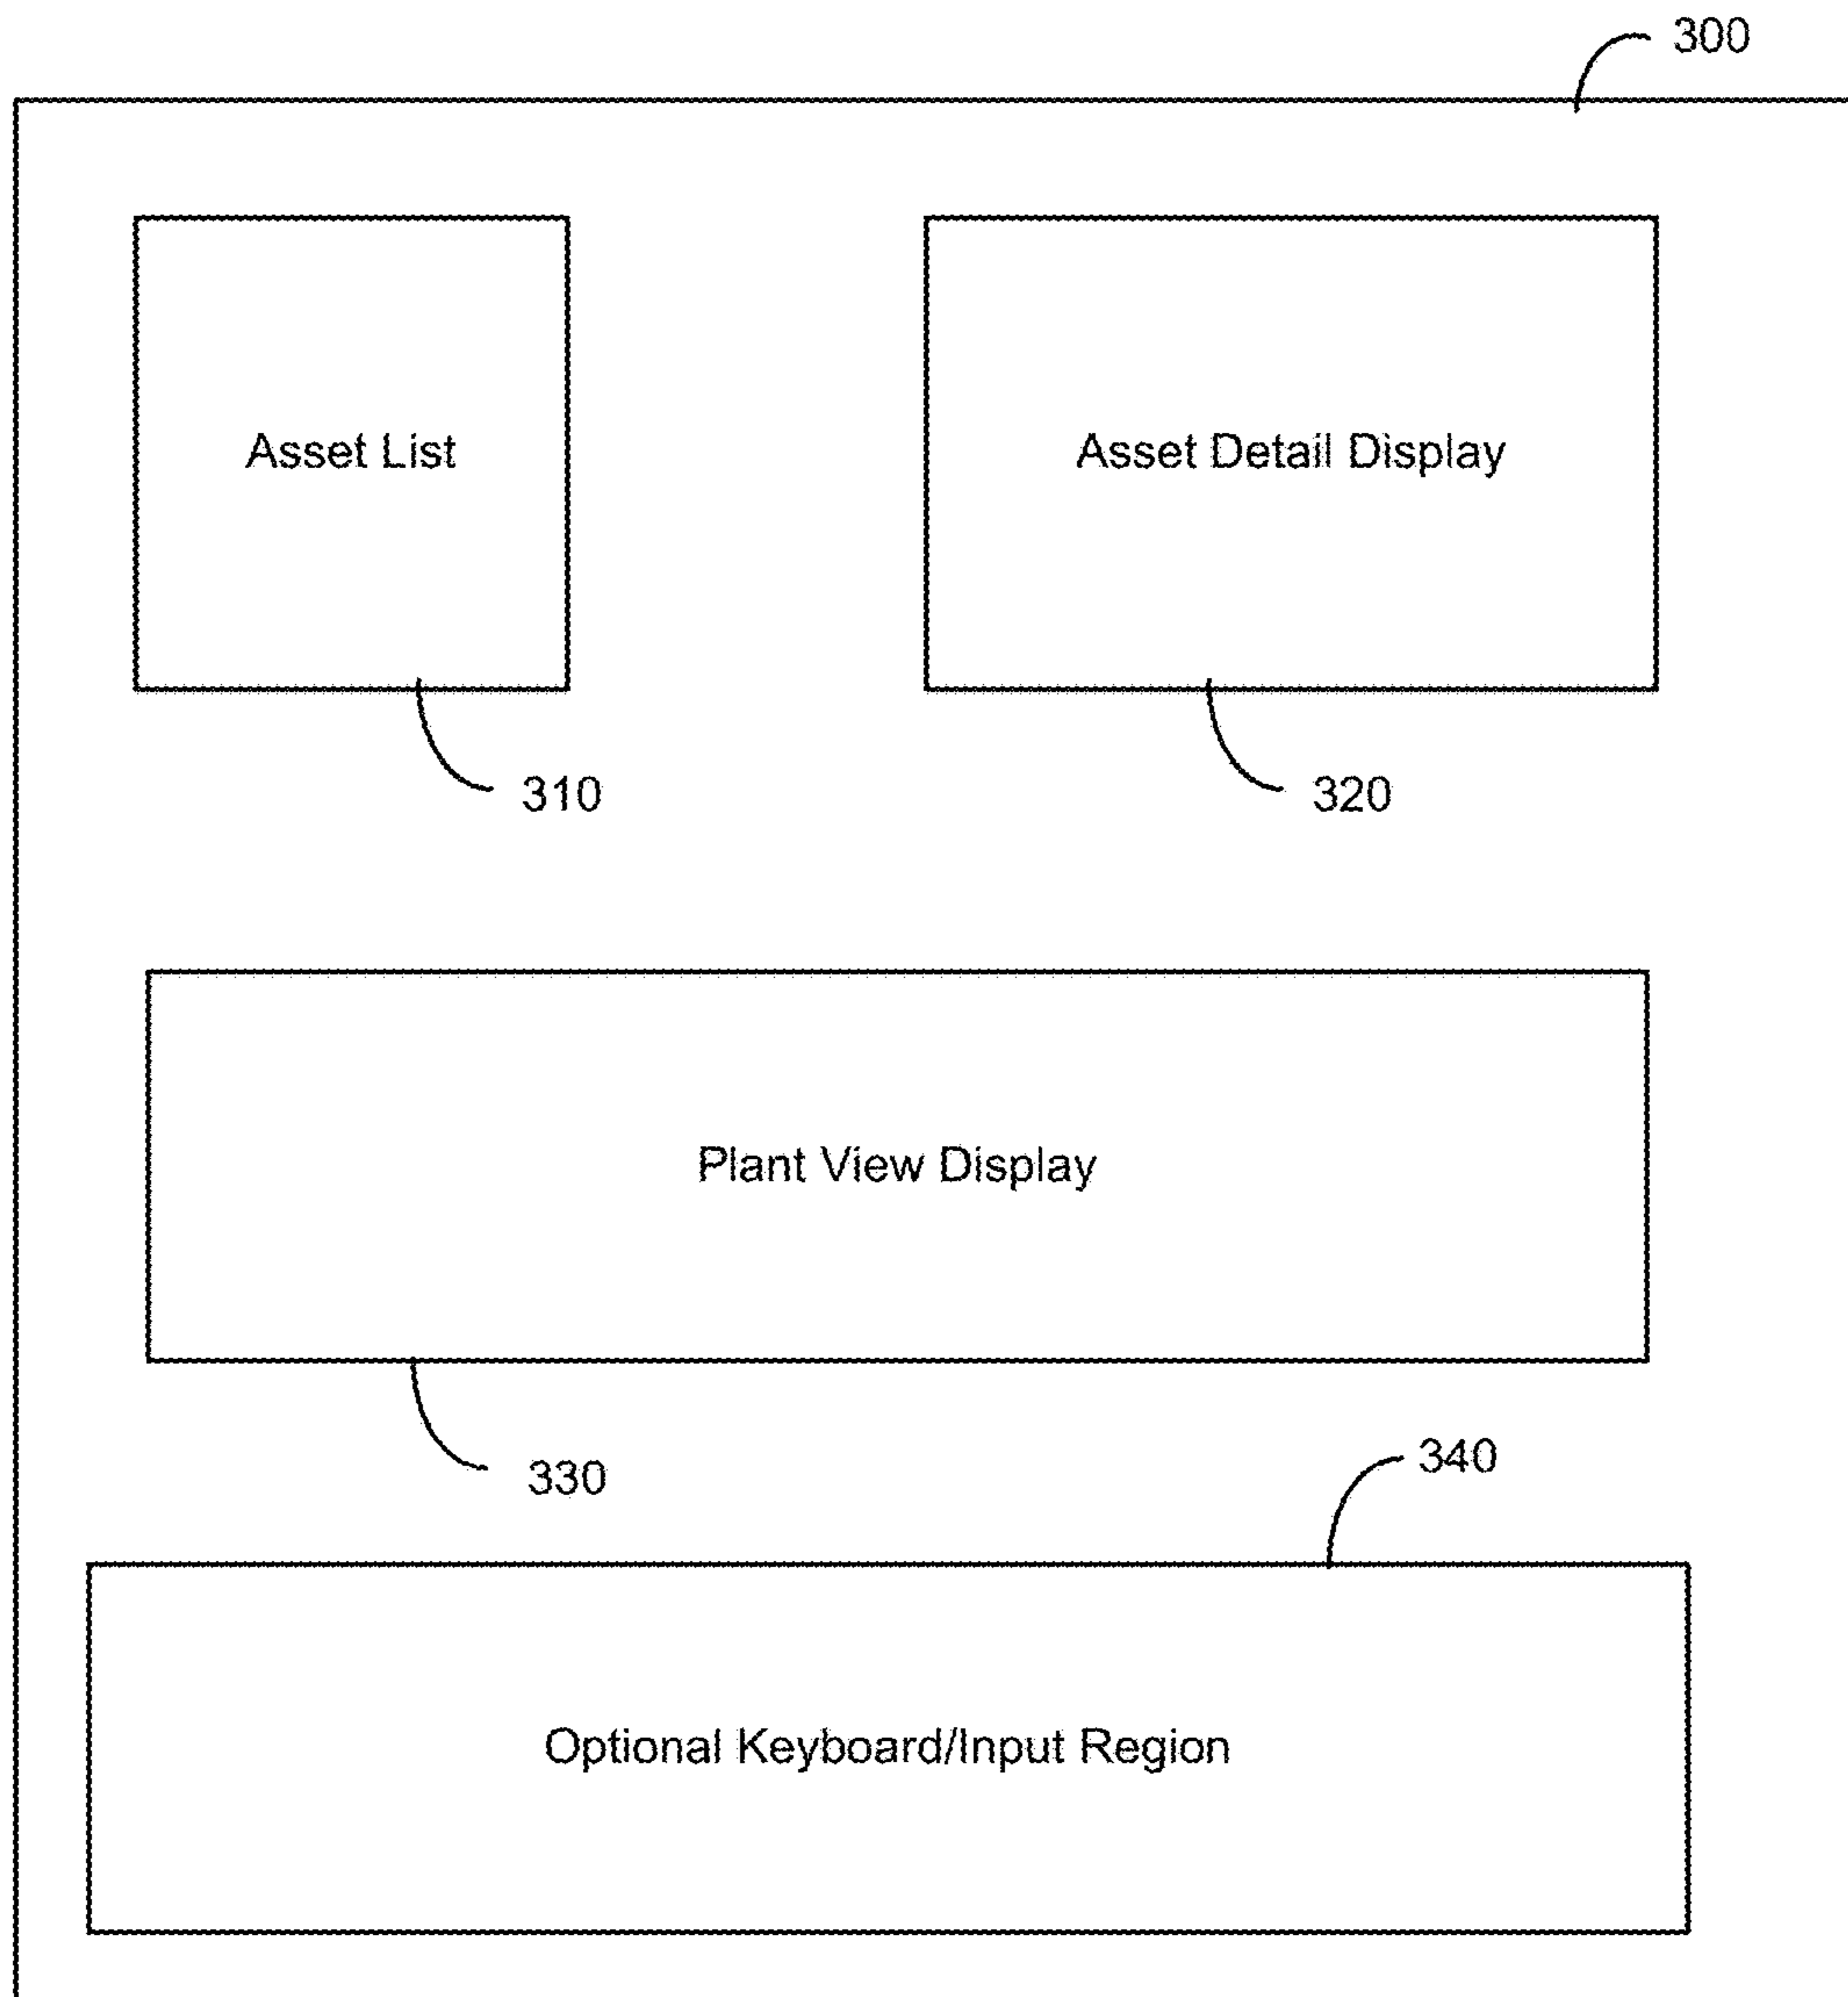 300
Asset List
Asset Detail Display
310
320
Plant View Display
330
340
Optional Keyboard/Input Region